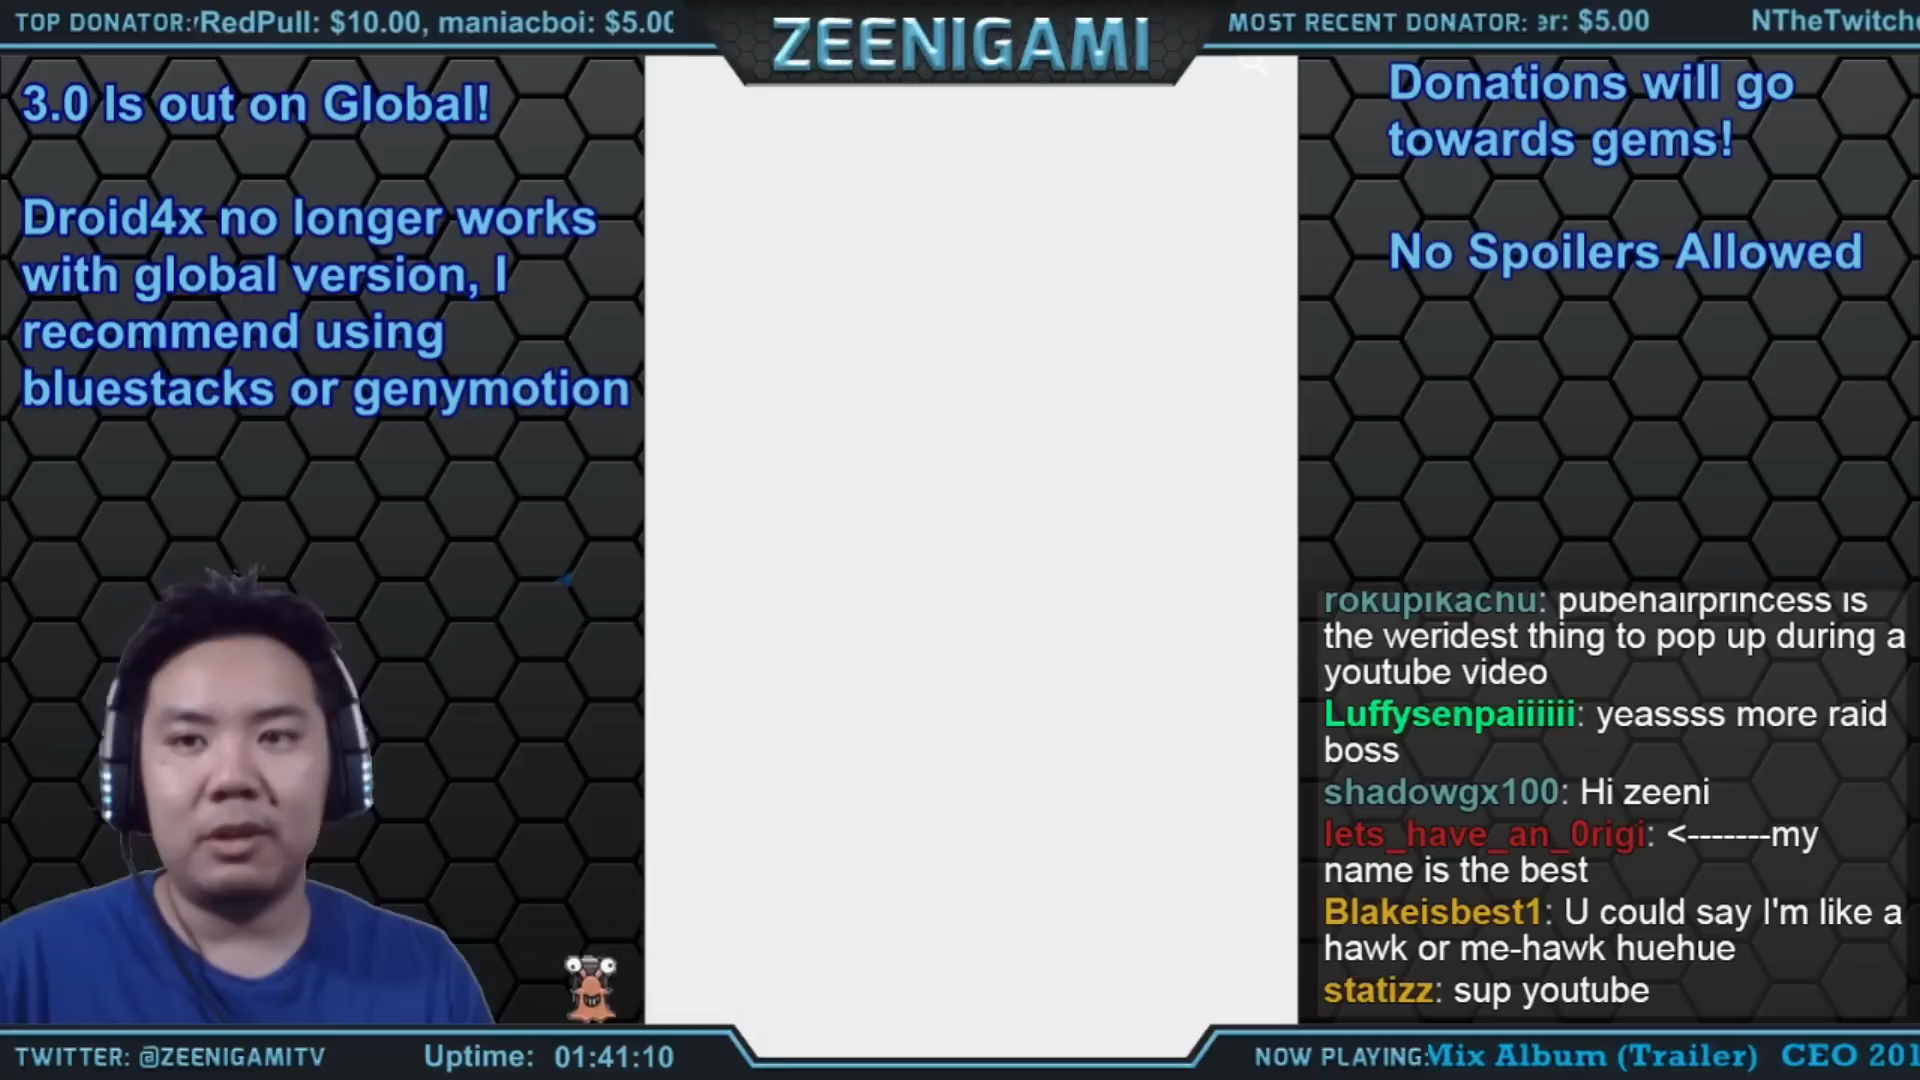 TOP DONATOR: RedPull: $10.00, maniacboi: $5.00
ZEENIGAMI
MOST RECENT DONATOR: er: $5.00 NTheTwitche
3.0 Is out on Global!
Droid4x no longer works
with global version, I
recommend using
bluestacks or genymotion
Donations will go
towards gems!
No Spoilers Allowed
rokupikachu: pubehairprincess is
the weridest thing to pop up during a
youtube video
Luffysenpaiiiiii: yeassss more raid
boss
shadowgx100: Hi zeeni
lets_have_an_0rigi: <-------my
name is the best
Blakeisbest1: U could say I'm like a
hawk or me-hawk huehue
statizz: sup youtube
TWITTER: @ZEENIGAMITV
Uptime: 01:41:10
NOW PLAYING: Mix Album (Trailer) CEO 201